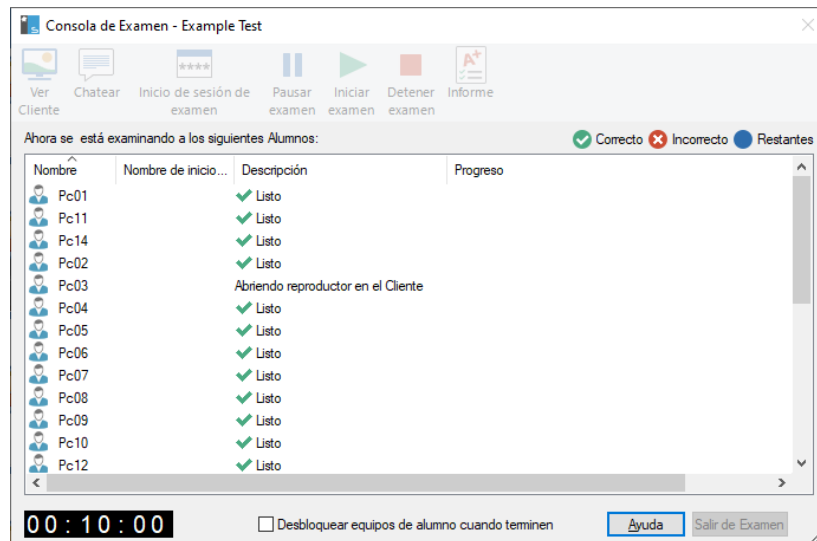 Consola de Examen - Example Test
Ver Cliente
Chatear
Inicio de sesión de examen
Pausar examen
Iniciar examen
Detener examen
Informe
Ahora se está examinando a los siguientes Alumnos:
Correcto Incorrecto Restantes
Nombre Nombre de inicio... Descripción Progreso
Pc01 Listo
Pc11 Listo
Pc14 Listo
Pc02 Listo
Pc03 Abriendo reproductor en el Cliente
Pc04 Listo
Pc05 Listo
Pc06 Listo
Pc07 Listo
Pc08 Listo
Pc09 Listo
Pc10 Listo
Pc12 Listo
00:10:00 Desbloquear equipos de alumno cuando terminen Ayuda Salir de Examen